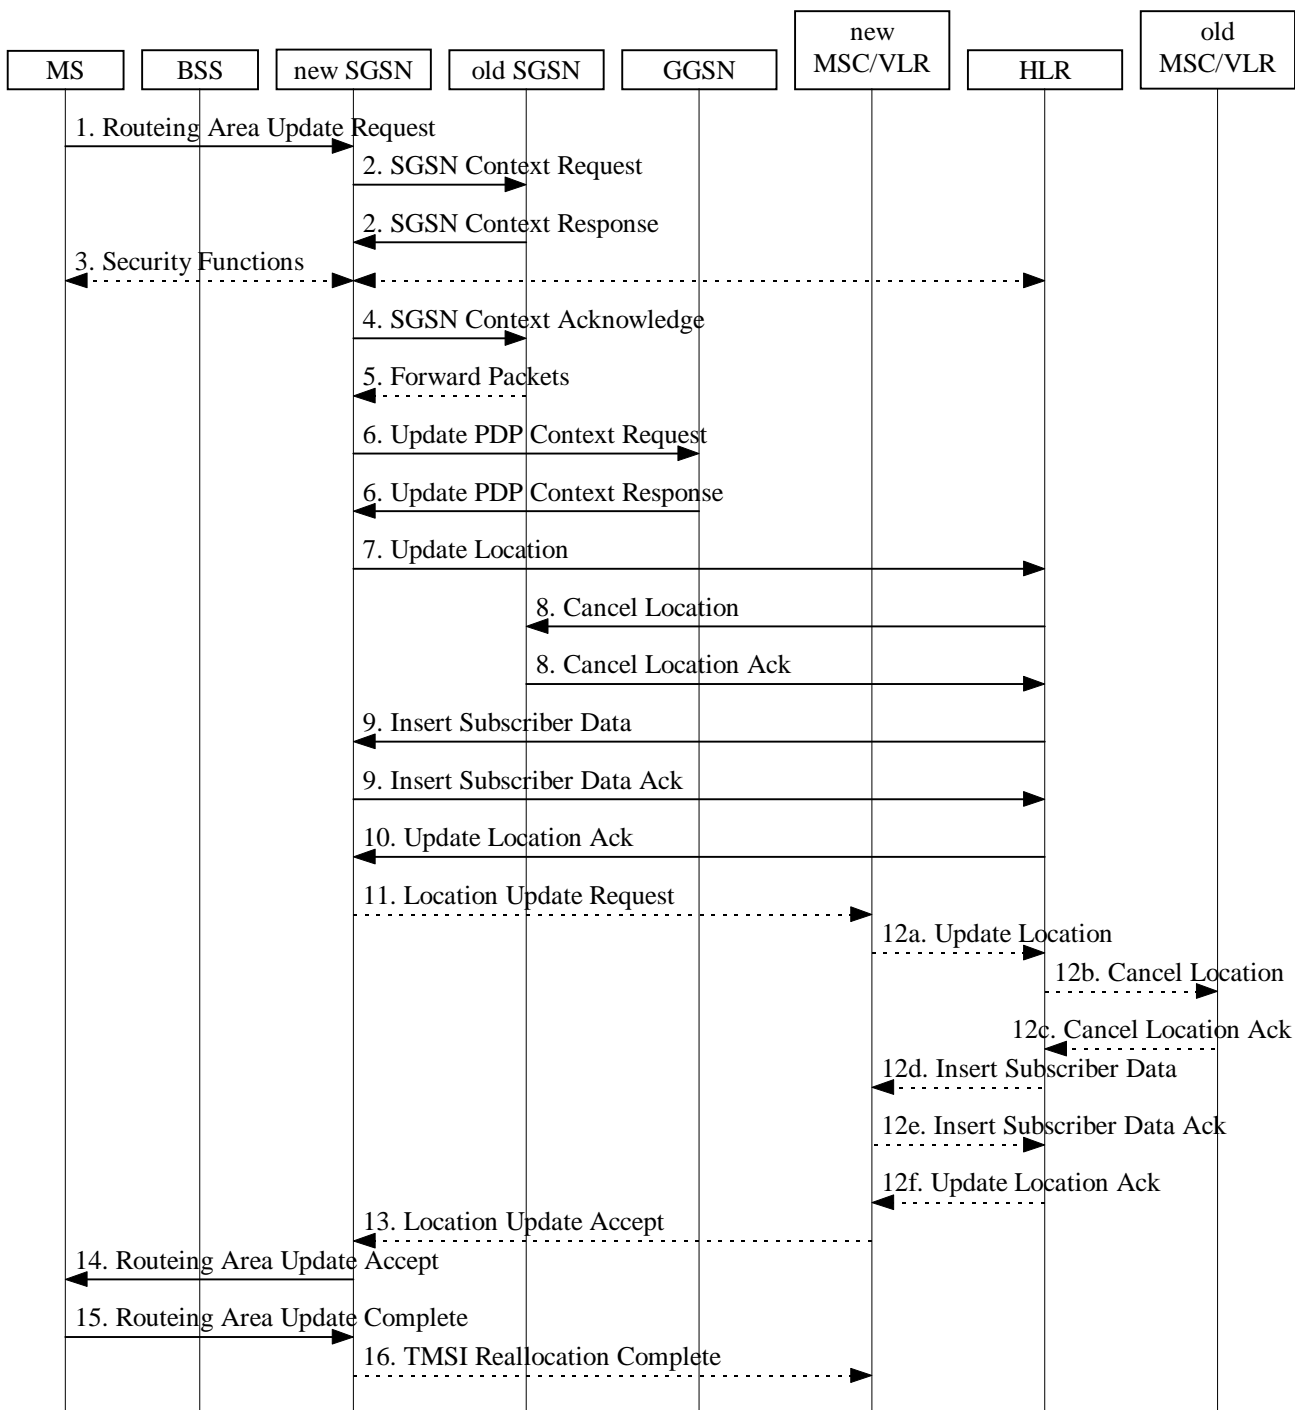 new
old
MS
BSS
new SGSN
old SGSN
GGSN
MSC/VLR
HLR
MSC/VLR
1. Routeing Area Update Request
2. SGSN Context Request
2. SGSN Context Response
3. Security Functions
4. SGSN Context Acknowledge
5. Forward Packets
6. Update PDP Context Request
6. Update PDP Context Response
7. Update Location
8. Cancel Location
8. Cancel Location Ack
9. Insert Subscriber Data
9. Insert Subscriber Data Ack
10. Update Location Ack
11. Location Update Request
12a. Update Location
12b. Cancel Location
12c. Cancel Location Ack
12d. Insert Subscriber Data
12e. Insert Subscriber Data Ack
12f. Update Location Ack
13. Location Update Accept
14. Routeing Area Update Accept
15. Routeing Area Update Complete
16. TMSI Reallocation Complete